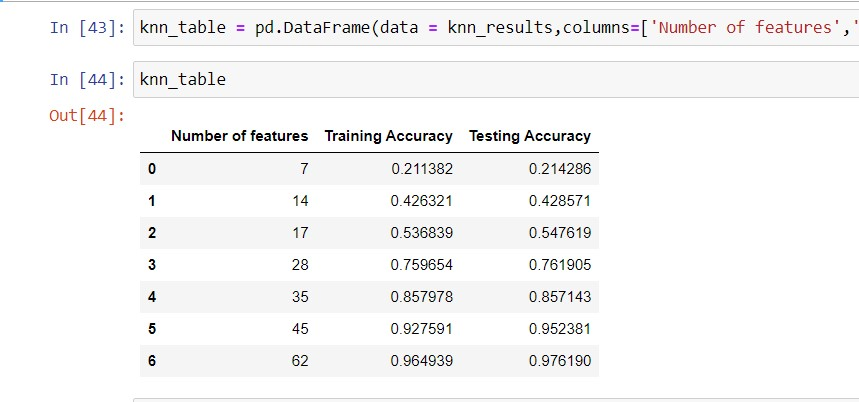 In [43]: knn_table = pd.DataFrame(data = knn_results,columns=['Number of features','
In [44]: knn_table
Out[44]:
Number of features Training Accuracy Testing Accuracy
0 7 0.211382 0.214286
1 14 0.426321 0.428571
2 17 0.536839 0.547619
3 28 0.759654 0.761905
4 35 0.857978 0.857143
5 45 0.927591 0.952381
6 62 0.964939 0.976190